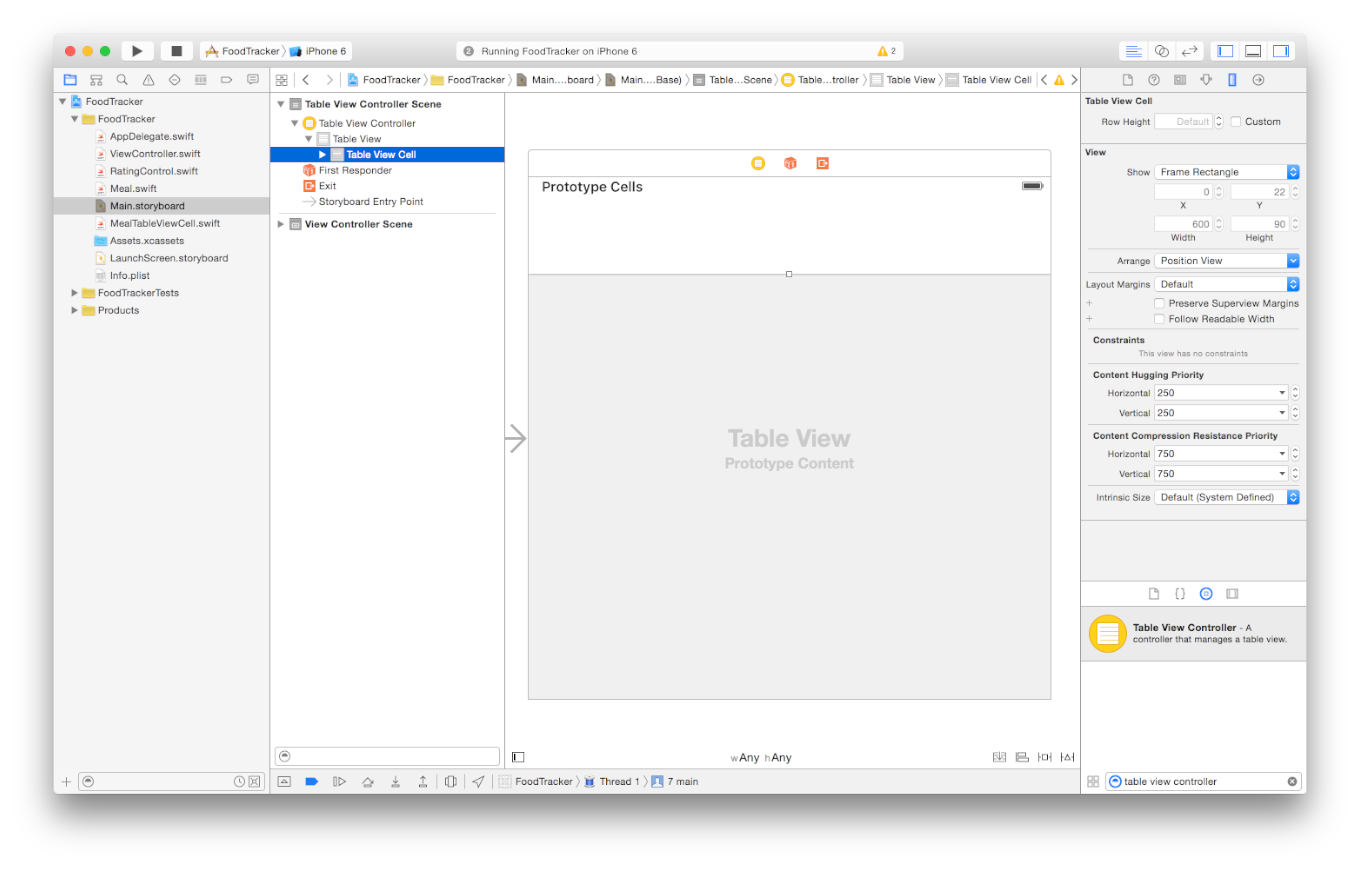 FoodTracker iPhone 6
2 Running FoodTracker on iPhone 6 2
FoodTracker FoodTracker Main....board Main....Base) Table...Scene Table...troller Table View Table View Cell
FoodTracker
FoodTracker
AppDelegate.swift
ViewController.swift
RatingControl.swift
Meal.swift
Main.storyboard
MealTableViewCell.swift
Assets.xcassets
LaunchScreen.storyboard
Info.plist
FoodTrackerTests
Products
Table View Controller Scene
Table View Controller
Table View
Table View Cell
First Responder
Exit
Storyboard Entry Point
View Controller Scene
Prototype Cells
Table View
Prototype Content
wAny hAny
FoodTracker Thread 1 7 main
Table View Cell
Row Height Default Custom
View
Show Frame Rectangle
0 22
X Y
600 90
Width Height
Arrange Position View
Layout Margins Default
+ Preserve Superview Margins
+ Follow Readable Width
Constraints
This view has no constraints
Content Hugging Priority
Horizontal 250
Vertical 250
Content Compression Resistance Priority
Horizontal 750
Vertical 750
Intrinsic Size Default (System Defined)
{}
Table View Controller - A
controller that manages a table view.
table view controller